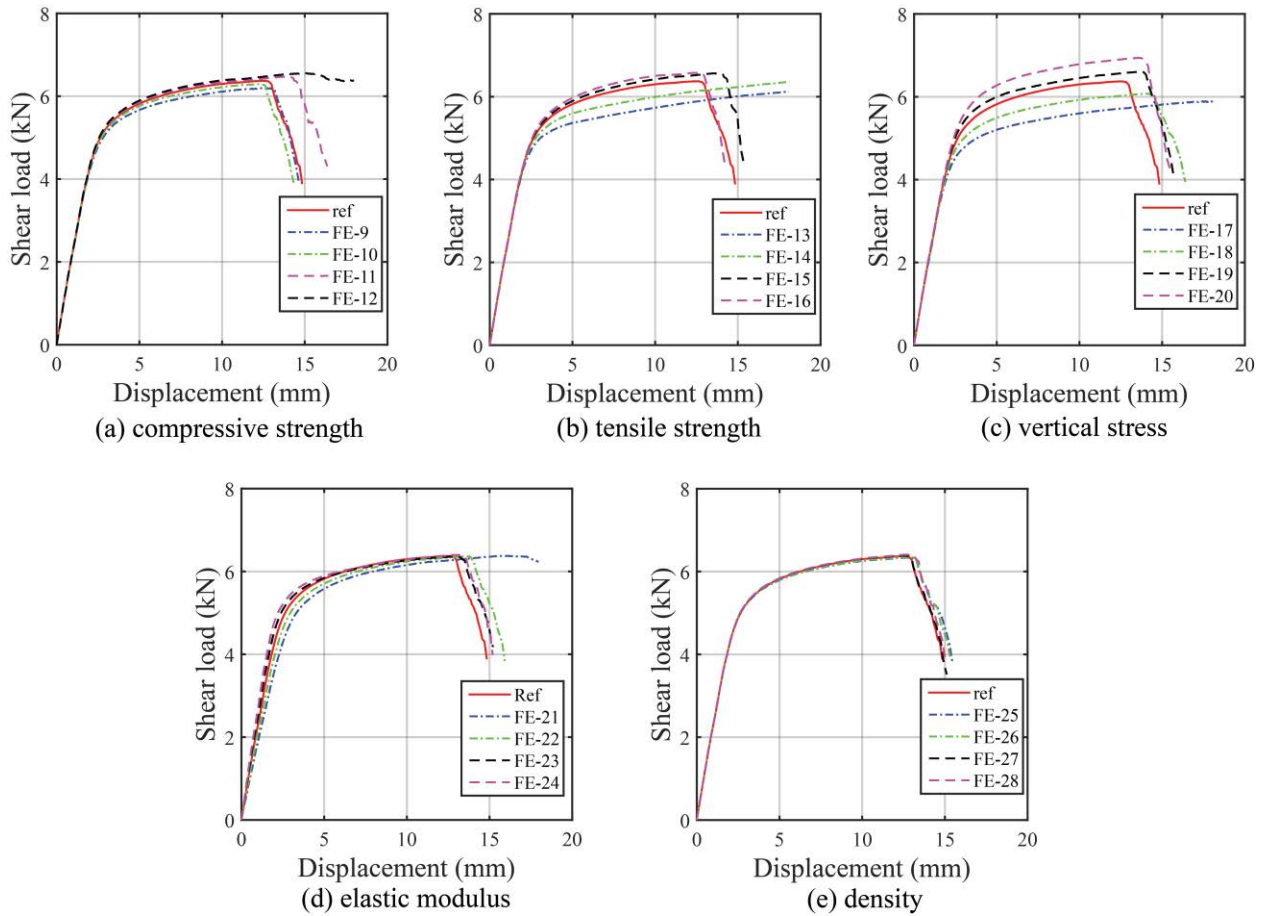 8
6
4
2
0
0 5 10 15 20
Shear load (kN)
Displacement (mm)
ref
FE-9
FE-10
FE-11
FE-12
(a) compressive strength
8
6
4
2
0
0 5 10 15 20
Shear load (kN)
Displacement (mm)
ref
FE-13
FE-14
FE-15
FE-16
(b) tensile strength
8
6
4
2
0
0 5 10 15 20
Shear load (kN)
Displacement (mm)
ref
FE-17
FE-18
FE-19
FE-20
(c) vertical stress
8
6
4
2
0
0 5 10 15 20
Shear load (kN)
Displacement (mm)
Ref
FE-21
FE-22
FE-23
FE-24
(d) elastic modulus
8
6
4
2
0
0 5 10 15 20
Shear load (kN)
Displacement (mm)
ref
FE-25
FE-26
FE-27
FE-28
(e) density